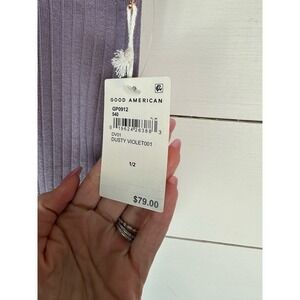 GOOD AMERICAN
GP0912
540
DV01
DUSTY VIOLET001
1/2
$79.00